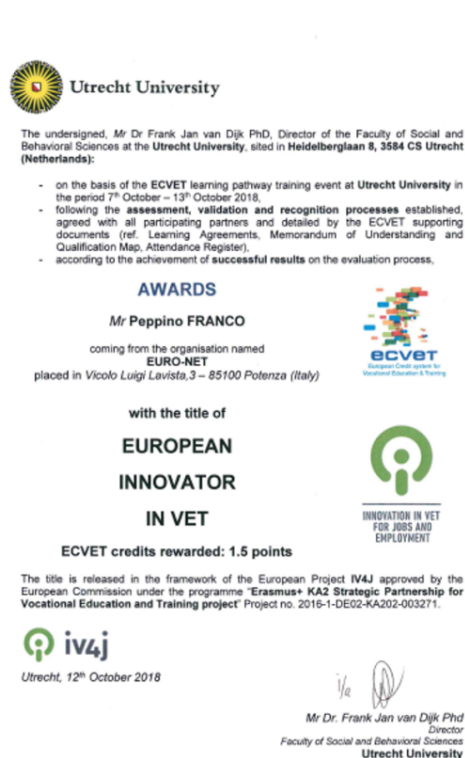 Utrecht University
The undersigned, Mr Dr Frank Jan van Dijk PhD, Director of the Faculty of Social and
Behavioral Sciences at the Utrecht University, sited in Heidelberglaan 8, 3584 CS Utrecht
(Netherlands):
- on the basis of the ECVET learning pathway training event at Utrecht University in
the period 7th October – 13th October 2018,
- following the assessment, validation and recognition processes established,
agreed with all participating partners and detailed by the ECVET supporting
documents (ref. Learning Agreements, Memorandum of Understanding and
Qualification Map, Attendance Register),
- according to the achievement of successful results on the evaluation process,
AWARDS
Mr Peppino FRANCO
coming from the organisation named
EURO-NET
placed in Vicolo Luigi Lavista,3 – 85100 Potenza (Italy)
ecvet
European Credit system for
Vocational Education & Training
with the title of
EUROPEAN
INNOVATOR
IN VET
INNOVATION IN VET
FOR JOBS AND
EMPLOYMENT
ECVET credits rewarded: 1.5 points
The title is released in the framework of the European Project IV4J approved by the
European Commission under the programme "Erasmus+ KA2 Strategic Partnership for
Vocational Education and Training project" Project no. 2016-1-DE02-KA202-003271.
iv4j
Utrecht, 12th October 2018
i/a
Mr Dr. Frank Jan van Dijk Phd
Director
Faculty of Social and Behavioral Sciences
Utrecht University